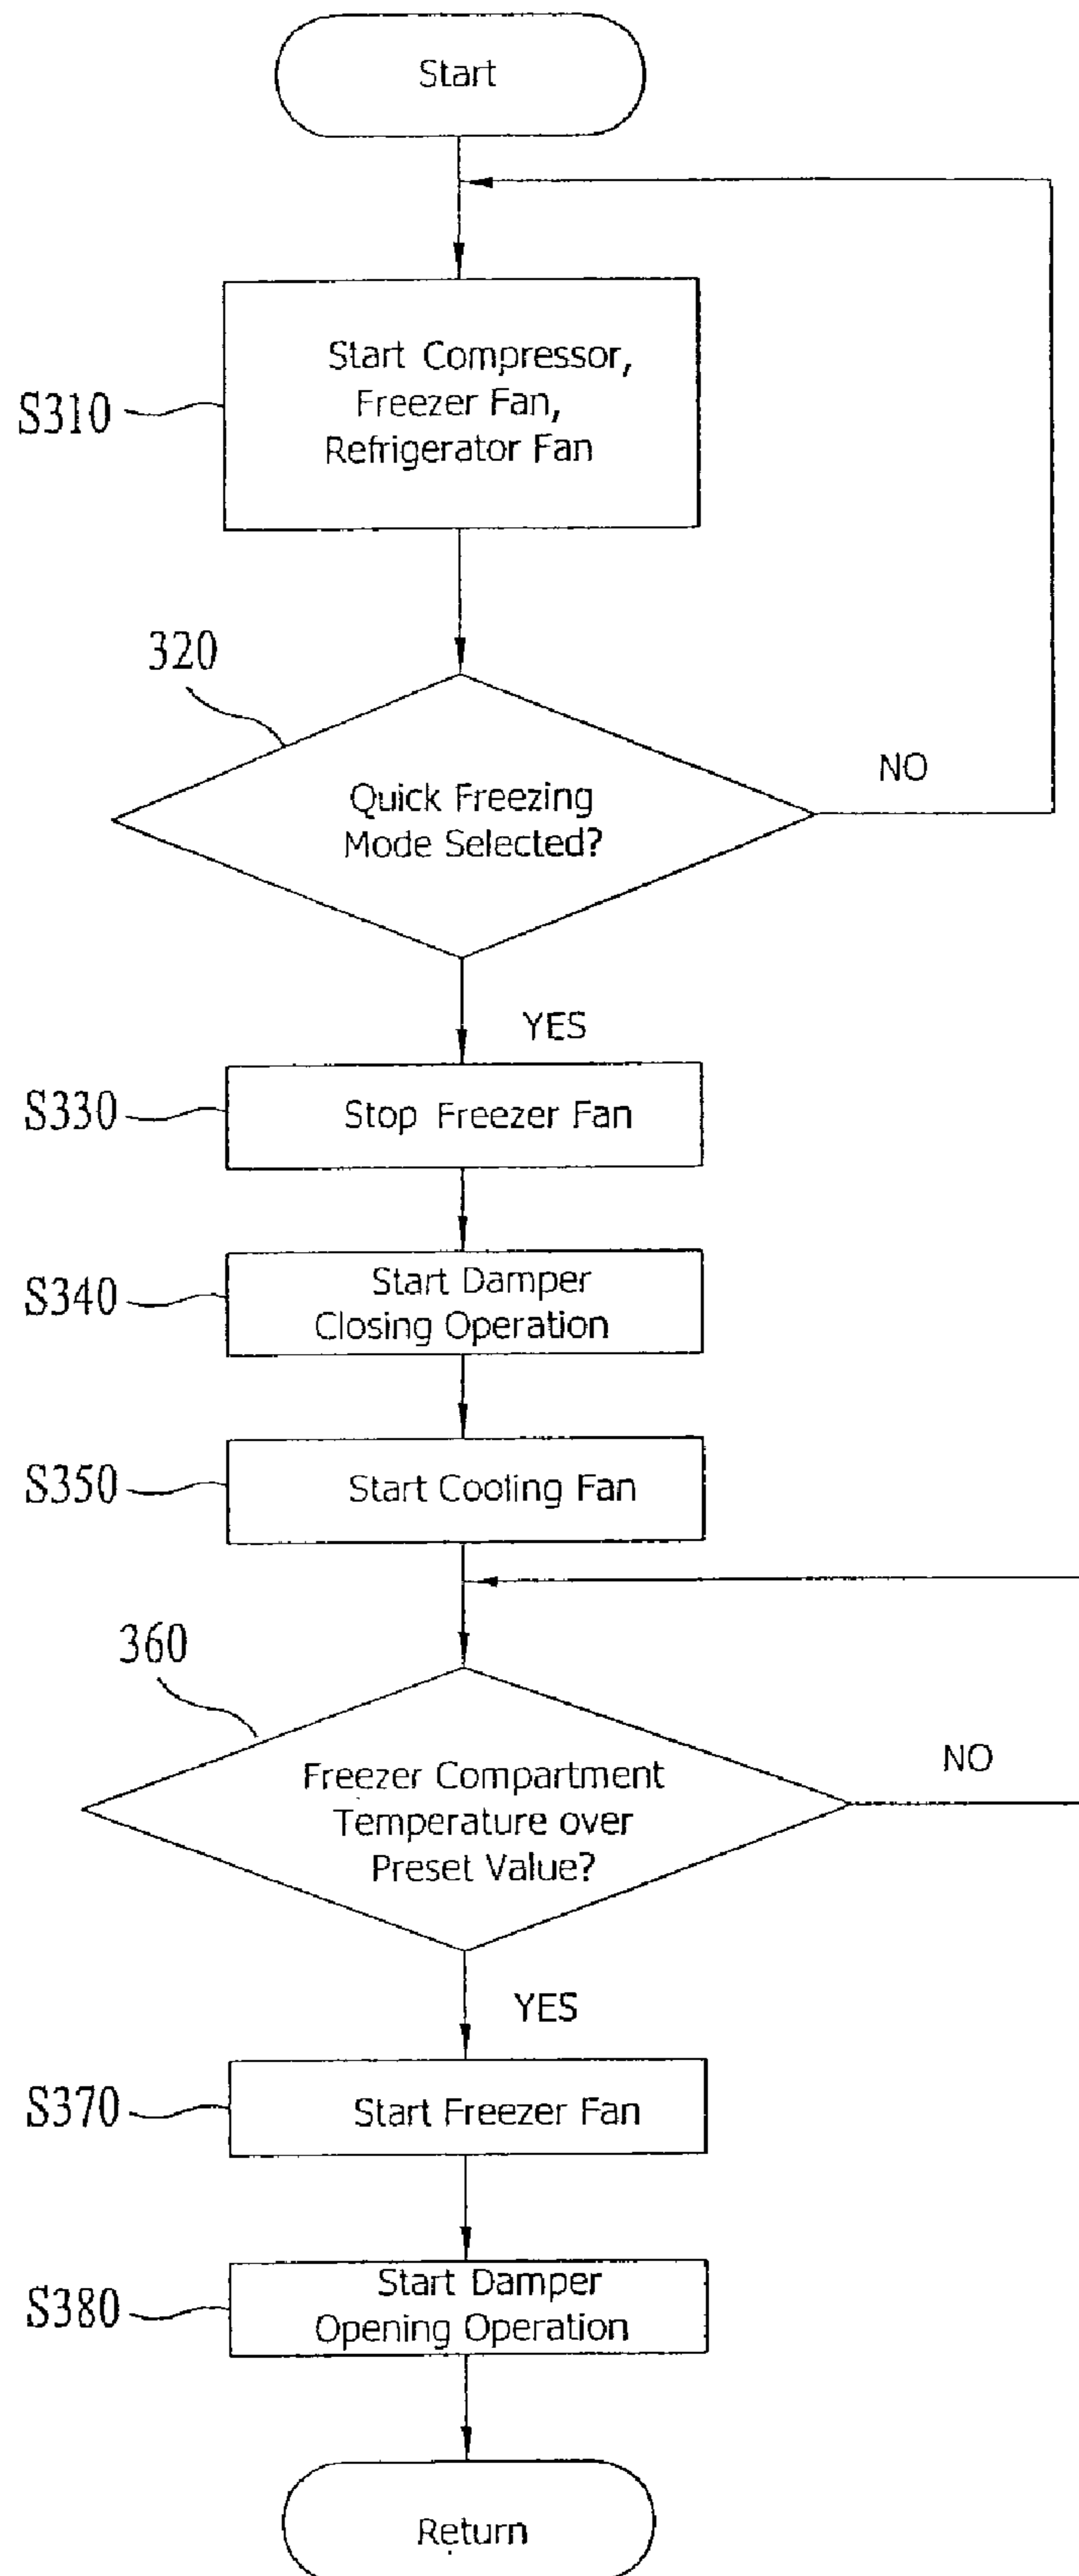 Start
S310
Start Compressor,
Freezer Fan,
Refrigerator Fan
320
Quick Freezing
Mode Selected?
NO
YES
S330
Stop Freezer Fan
S340
Start Damper
Closing Operation
S350
Start Cooling Fan
360
Freezer Compartment
Temperature over
Preset Value?
NO
YES
S370
Start Freezer Fan
S380
Start Damper
Opening Operation
Return